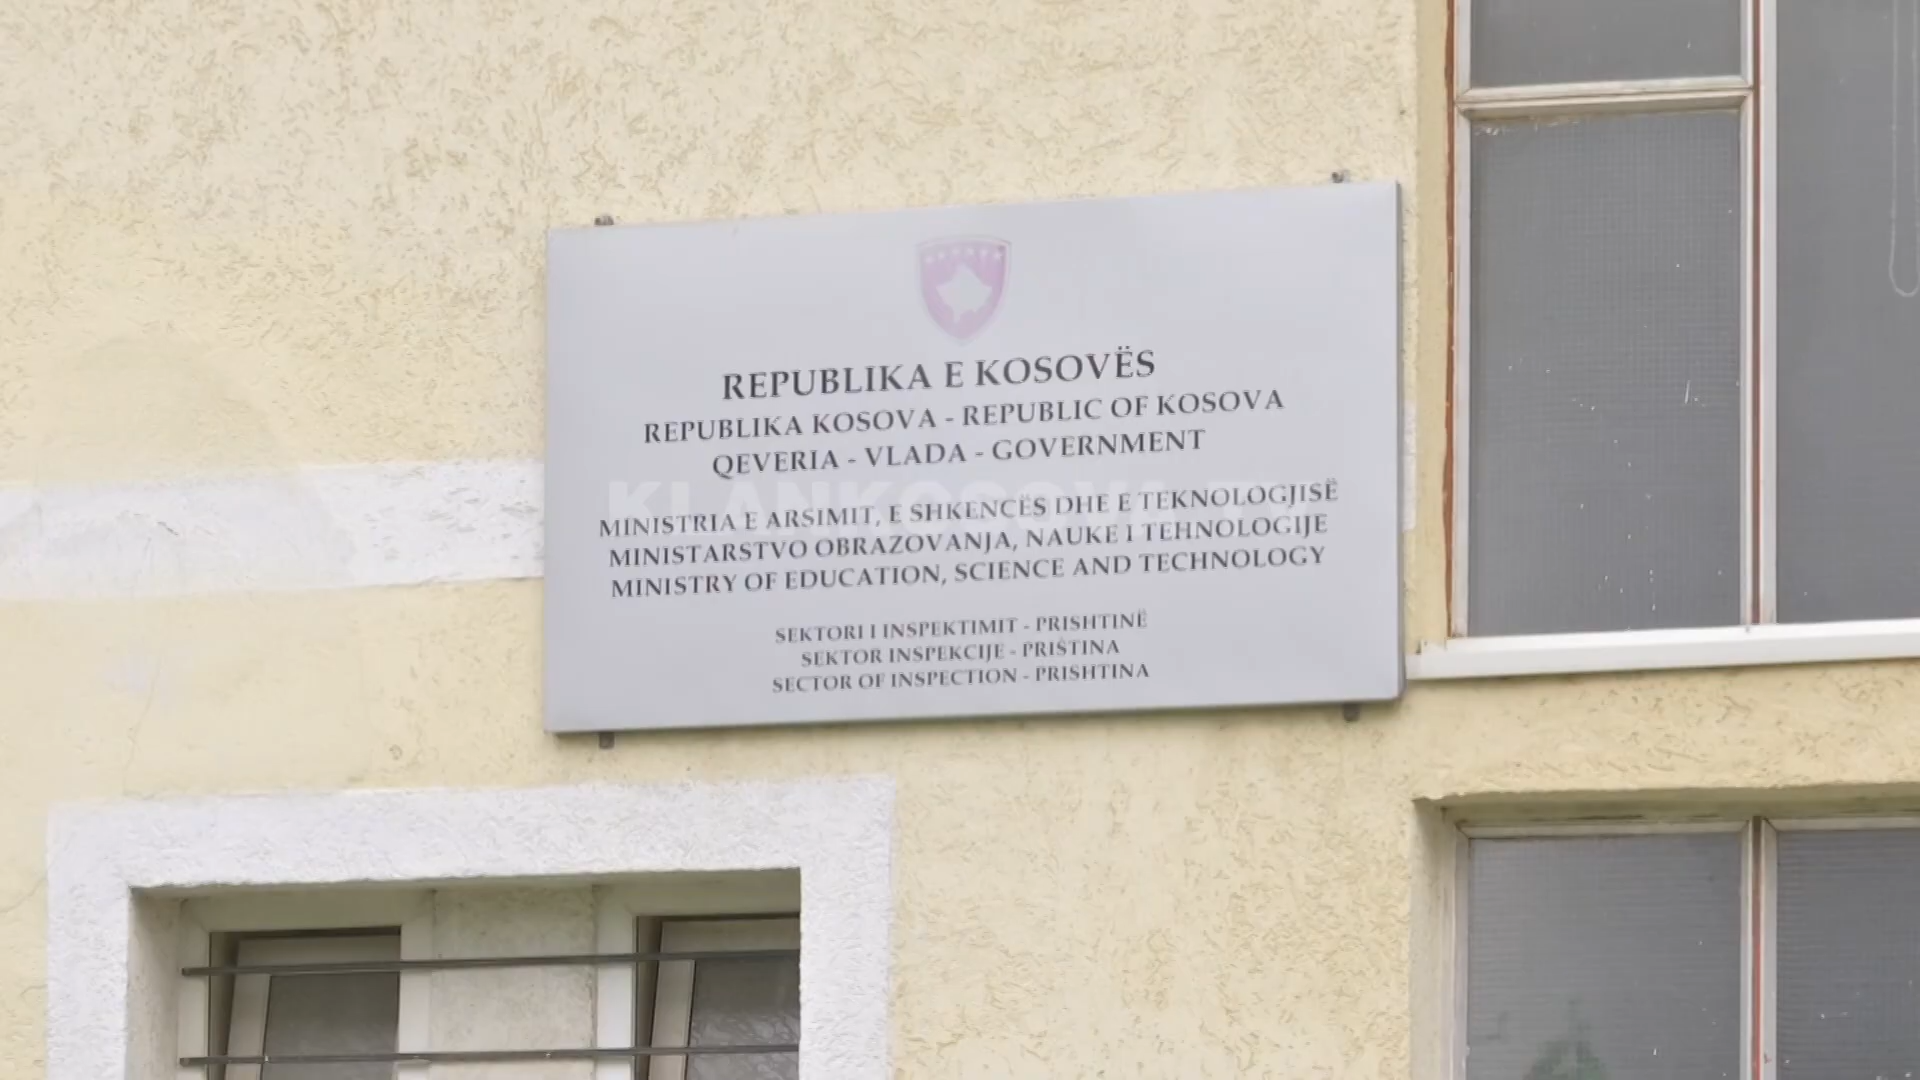 REPUBLIKA E KOSOVËS
REPUBLIKA KOSOVA - REPUBLIC OF KOSOVA
QEVERIA - VLADA - GOVERNMENT
KLANKOSOVA.TV
MINISTRIA E ARSIMIT, E SHKENCËS DHE E TEKNOLOGJISË
MINISTARSTVO OBRAZOVANJA, NAUKE I TEHNOLOGIJE
MINISTRY OF EDUCATION, SCIENCE AND TECHNOLOGY
SEKTORI I INSPEKTIMIT - PRISHTINË
SEKTOR INSPEKCIJE - PRIŠTINA
SECTOR OF INSPECTION - PRISHTINA